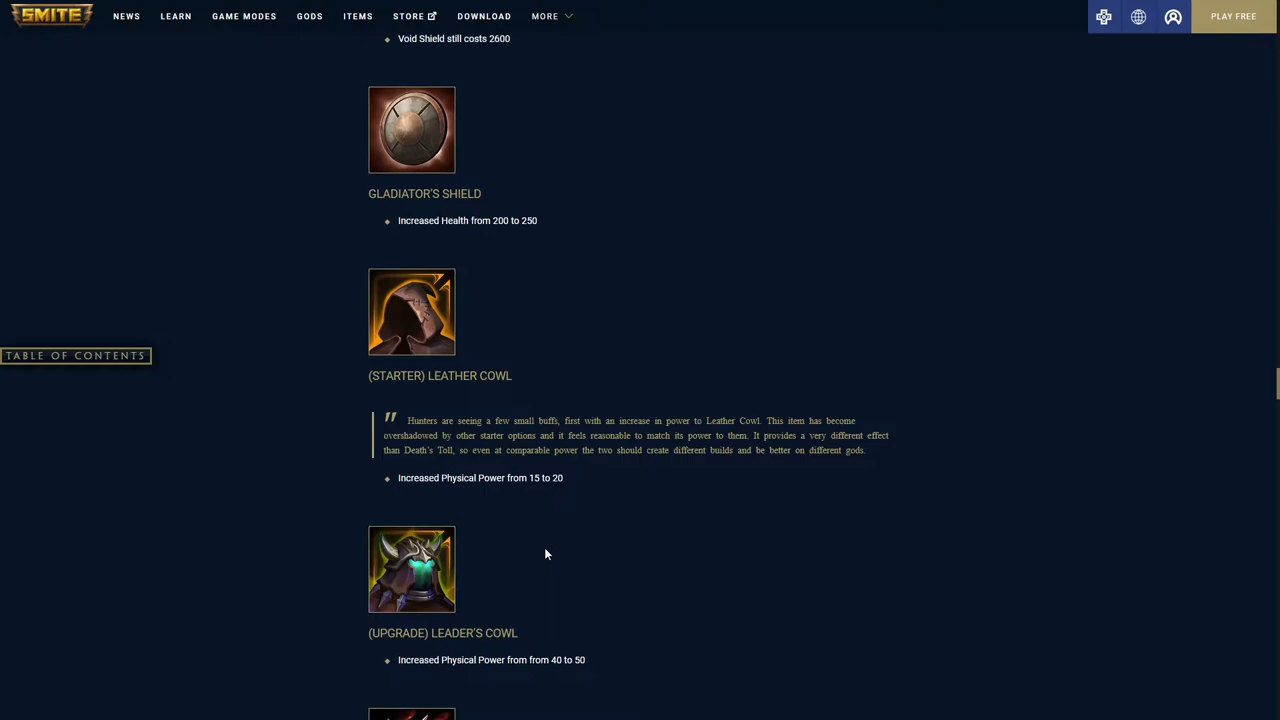 SMITE
NEWS
LEARN
GAME MODES
GODS
ITEMS
STORE
DOWNLOAD
MORE
PLAY FREE
Void Shield still costs 2600
GLADIATOR'S SHIELD
Increased Health from 200 to 250
(STARTER) LEATHER COWL
TABLE OF CONTENTS
" Hunters are seeing a few small buffs, first with an increase in power to Leather Cowl. This item has become
overshadowed by other starter options and it feels reasonable to match its power to them. It provides a very different effect
than Death's Toll, so even at comparable power the two should create different builds and be better on different gods.
Increased Physical Power from 15 to 20
(UPGRADE) LEADER'S COWL
Increased Physical Power from from 40 to 50